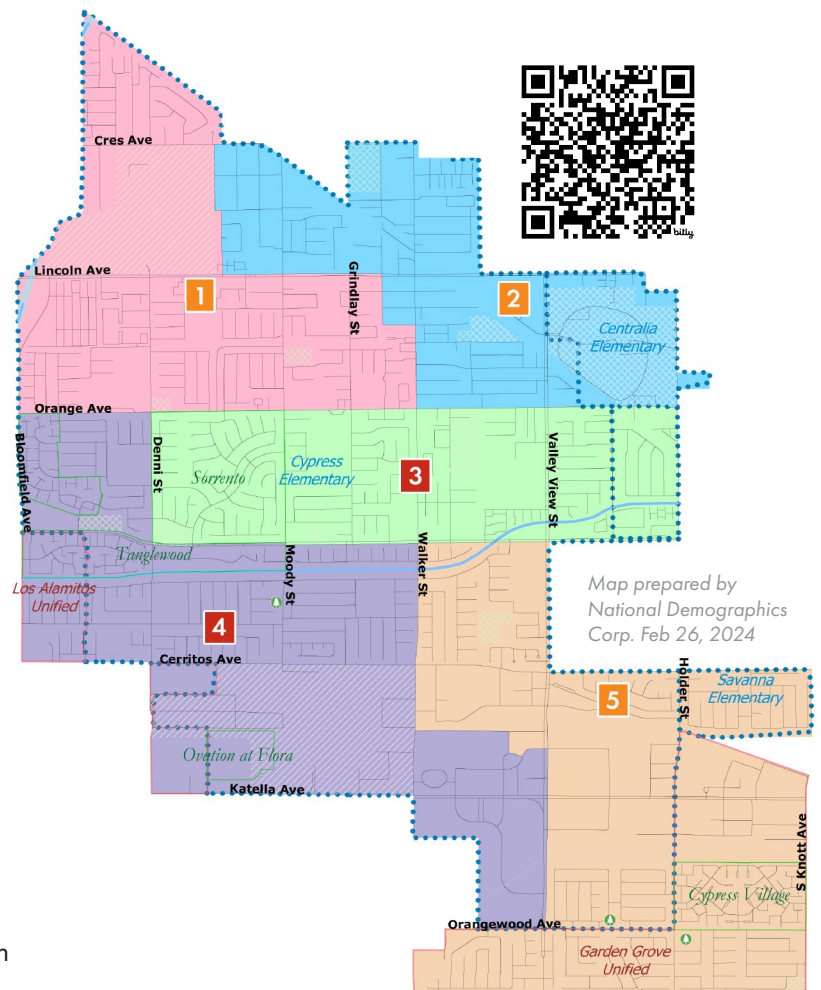 bitly
Cres Ave
Lincoln Ave
Grindlay St
1
2
Centralia
Elementary
Orange Ave
Bloomfield Ave
Denni St
Sorrento
Cypress
Elementary
3
Valley View St
Tanglewood
Moody St
Walker St
Los Alamitos
Unified
4
Map prepared by
National Demographics
Corp. Feb 26, 2024
Cerritos Ave
Holder St
Savanna
Elementary
5
Ovation at Flora
Katella Ave
S Knott Ave
Cypress Village
Orangewood Ave
Garden Grove
Unified